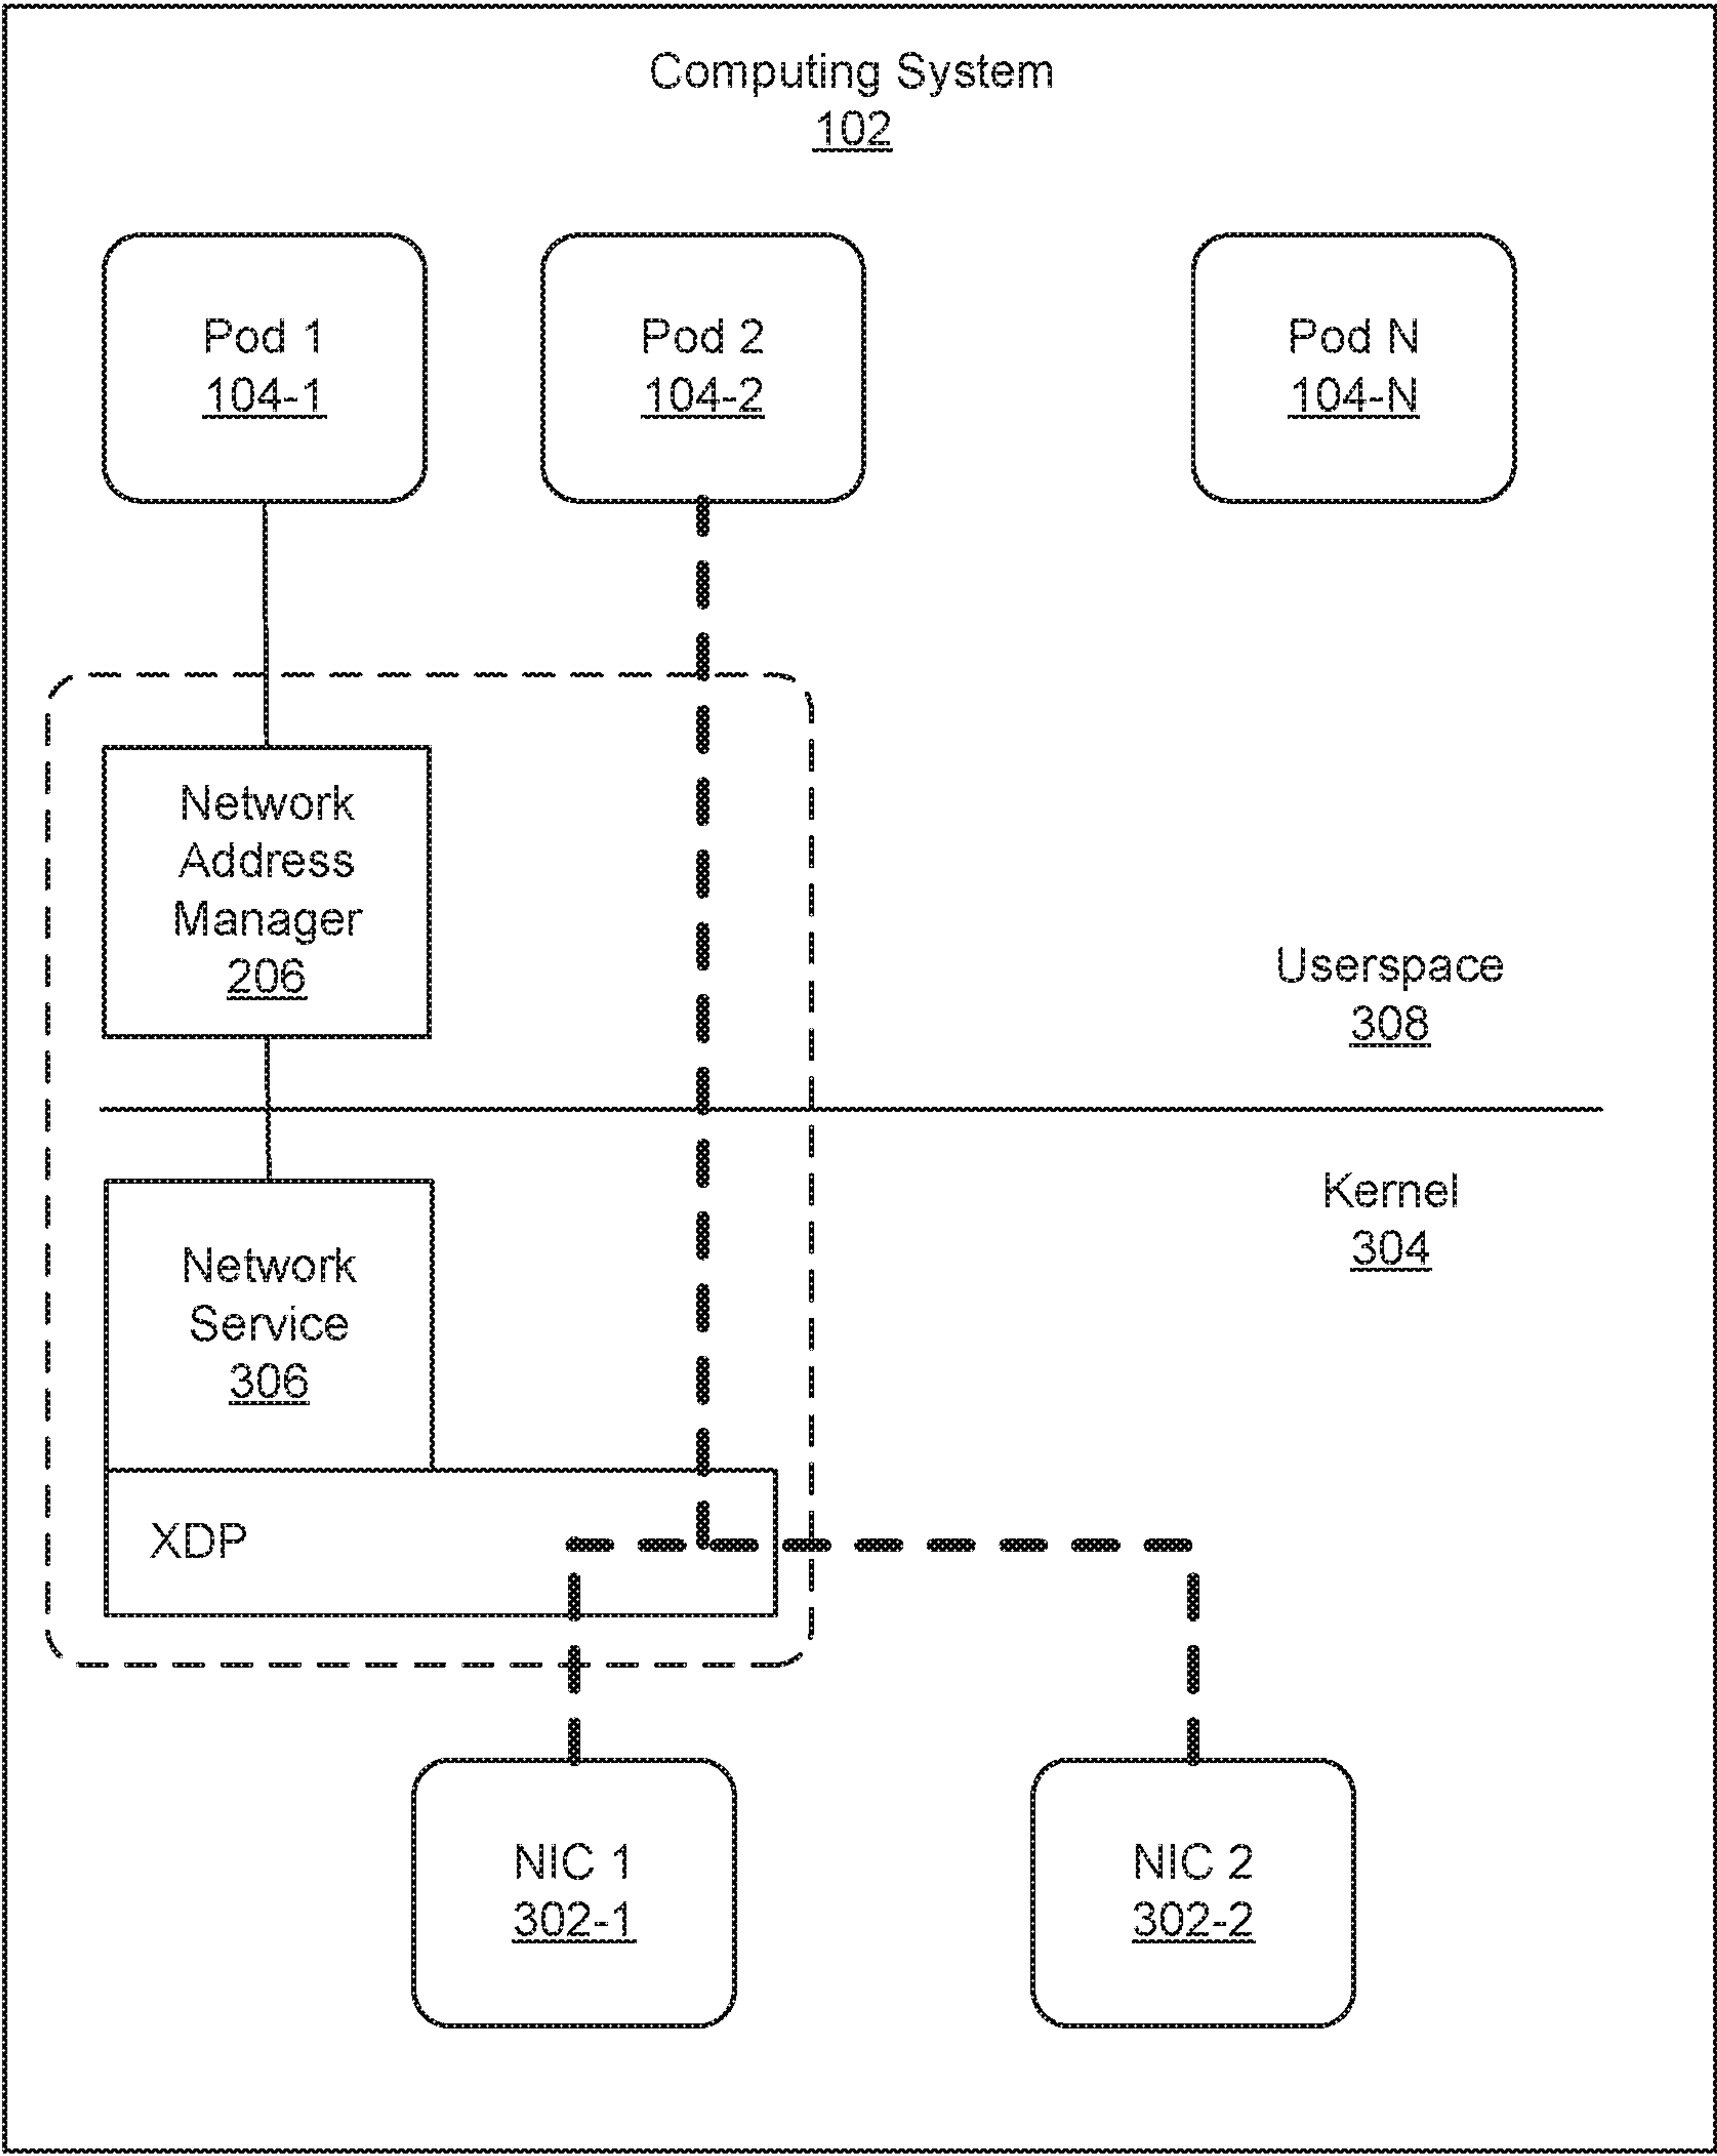 Computing System
102
Pod 1
104-1
Pod 2
104-2
Pod N
104-N
Network
Address
Manager
206
Userspace
308
Kernel
304
Network
Service
306
XDP
NIC 1
302-1
NIC 2
302-2